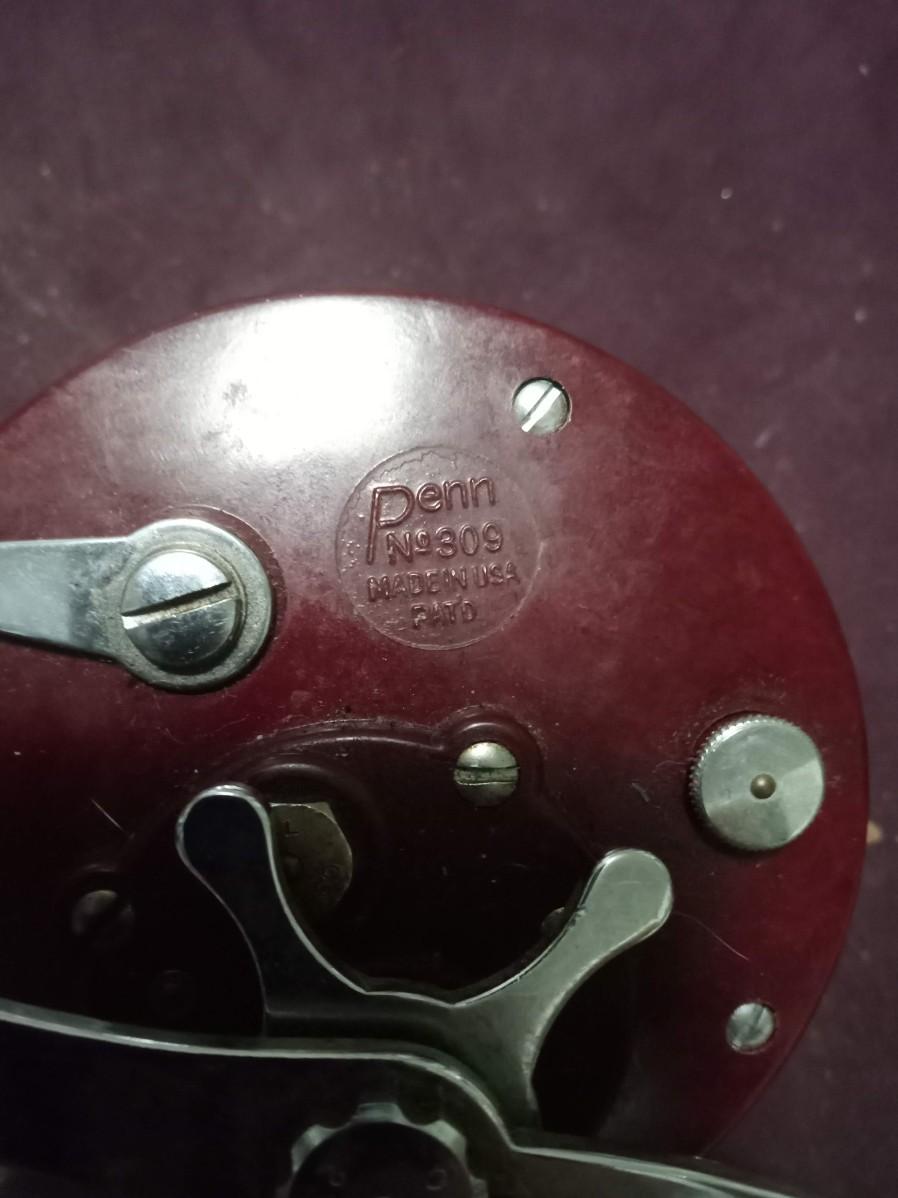 Penn
Nº 309
MADE IN USA
PAT'D
L